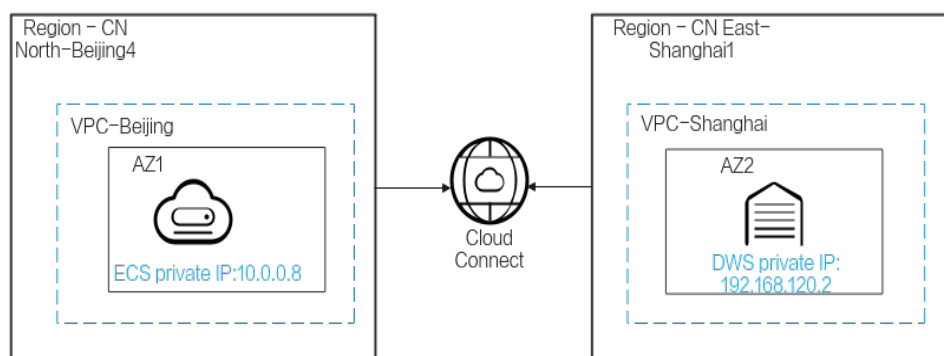 Region - CN
North-Beijing4
VPC-Beijing
AZ1
ECS private IP:10.0.0.8
Cloud
Connect
Region - CN East-
Shanghai1
VPC-Shanghai
AZ2
DWS private IP:
192.168.120.2